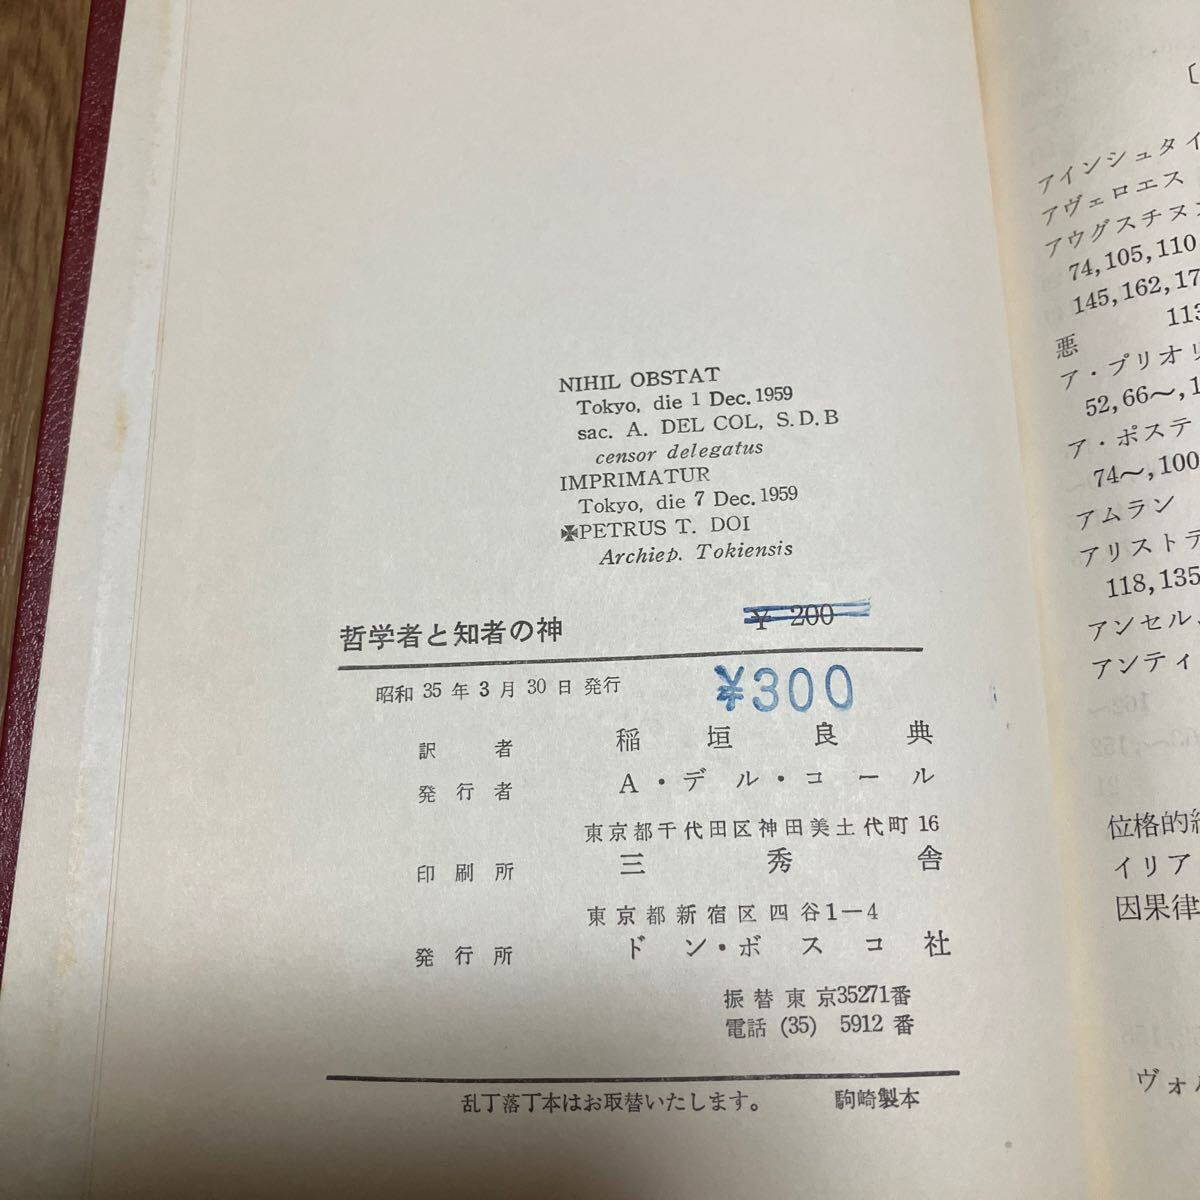 NIHIL OBSTAT
Tokyo, die 1 Dec. 1959
sac. A. DEL COL, S.D.B
censor delegatus
IMPRIMATUR
Tokyo, die 7 Dec. 1959
✠PETRUS T. DOI
Archiep. Tokiensis
哲学者と知者の神
¥ 200
昭和 35 年 3 月 30 日 発行
¥300
訳者 稲垣良典
発行者 A・デル・コール
東京都千代田区神田美土代町 16
印刷所 三秀舎
東京都新宿区四谷1—4
発行所 ドン・ボスコ社
振替東京35271番
電話 (35) 5912 番
乱丁落丁本はお取替いたします。 駒崎製本
アインシュタイ
アヴェロエス
アウグスチヌス
74,105,110
145,162,17
悪 113
ア・プリオリ
52,66〜,1
ア・ポステ
74〜,100
アムラン
アリストテ
118,135
アンセル
アンティ
位格的
イリア
因果律
ヴォ